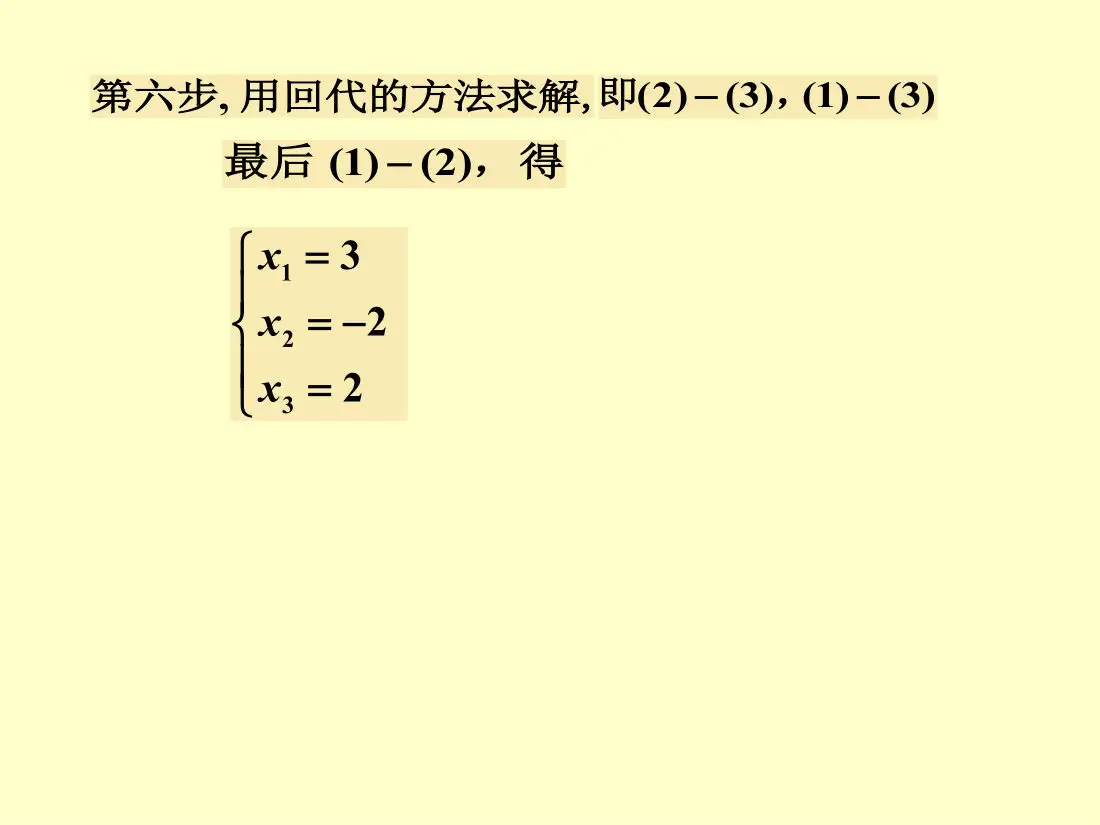 第六步, 用回代的方法求解, 即(2)－(3)，(1)－(3)
最后 (1)－(2)， 得
x₁ = 3
x₂ = −2
x₃ = 2